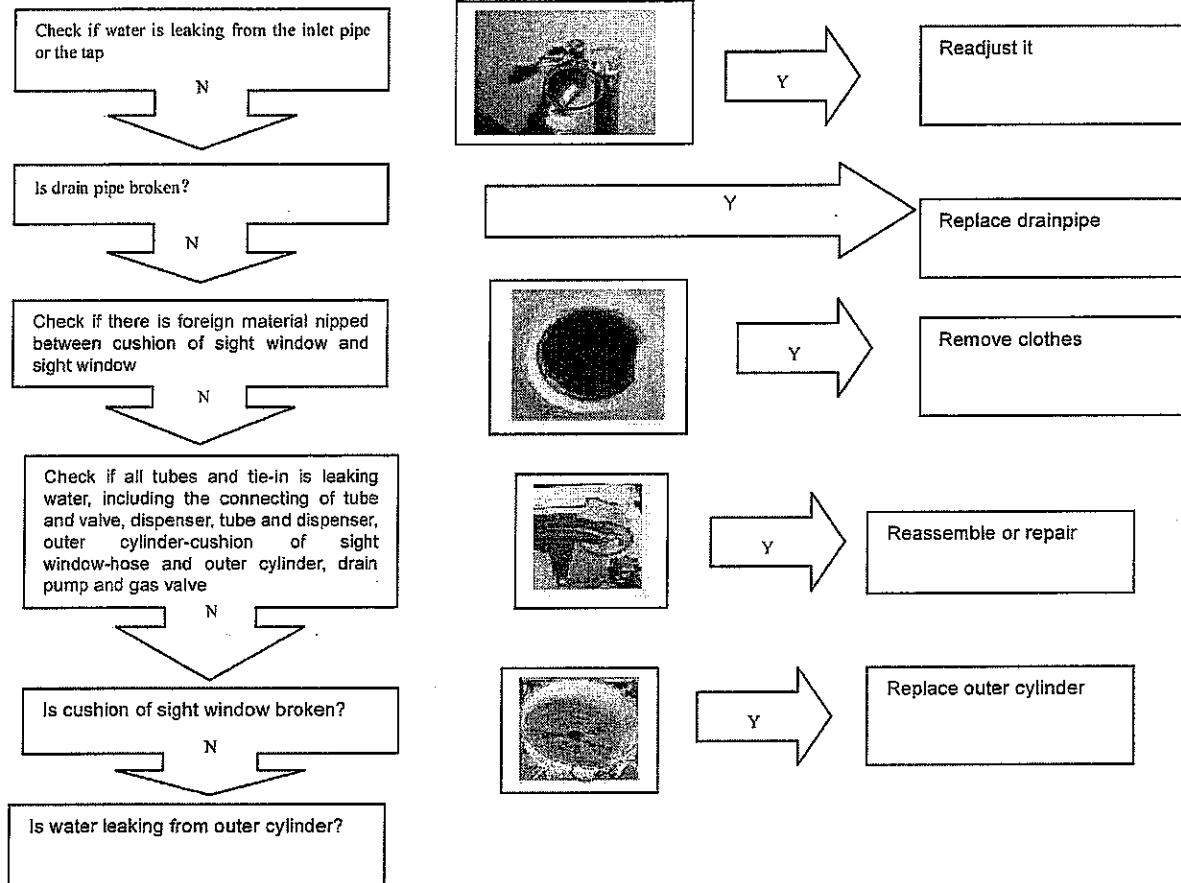 Check if water is leaking from the inlet pipe
or the tap
N
Y
Readjust it
Is drain pipe broken?
N
Y
Replace drainpipe
Check if there is foreign material nipped
between cushion of sight window and
sight window
N
Y
Remove clothes
Check if all tubes and tie-in is leaking
water, including the connecting of tube
and valve, dispenser, tube and dispenser,
outer cylinder-cushion of sight
window-hose and outer cylinder, drain
pump and gas valve
N
Y
Reassemble or repair
Is cushion of sight window broken?
N
Y
Replace outer cylinder
Is water leaking from outer cylinder?